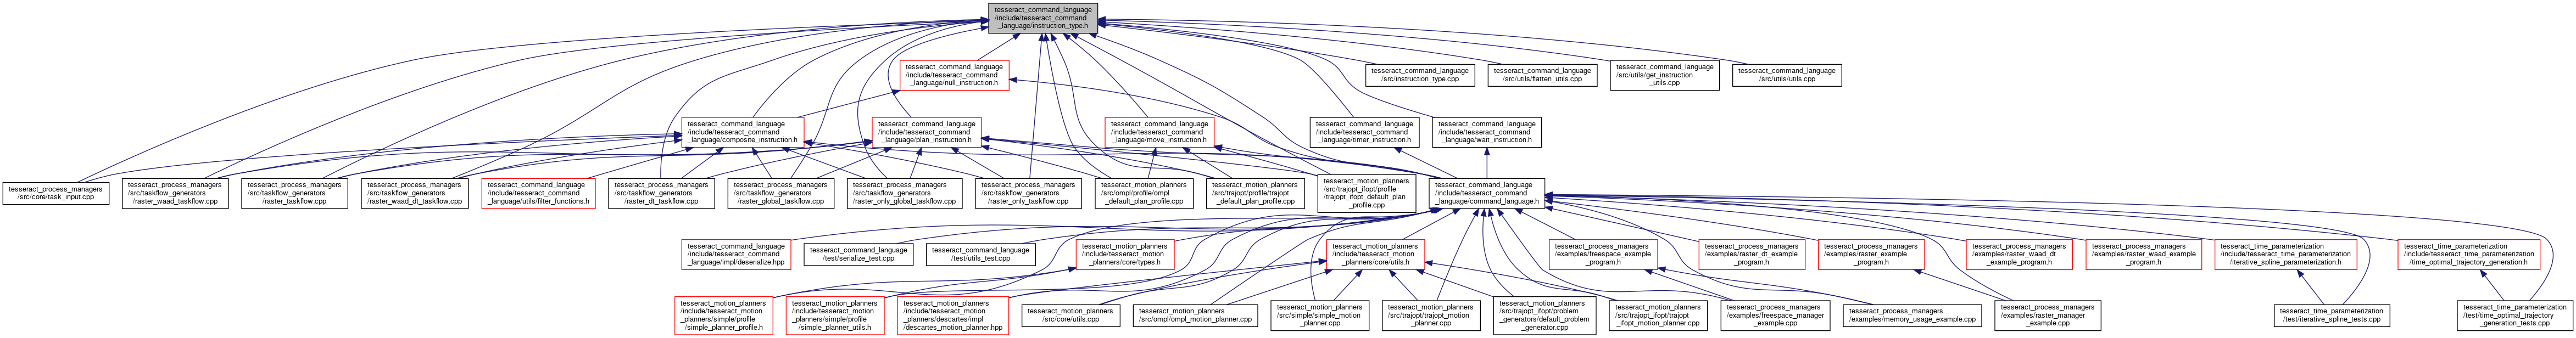 tesseract_command_language
/include/tesseract_command
_language/instruction_type.h
tesseract_command_language
/include/tesseract_command
_language/null_instruction.h
tesseract_command_language
/src/instruction_type.cpp
tesseract_command_language
/src/utils/flatten_utils.cpp
tesseract_command_language
/src/utils/get_instruction
_utils.cpp
tesseract_command_language
/src/utils/utils.cpp
tesseract_command_language
/include/tesseract_command
_language/composite_instruction.h
tesseract_command_language
/include/tesseract_command
_language/plan_instruction.h
tesseract_command_language
/include/tesseract_command
_language/move_instruction.h
tesseract_command_language
/include/tesseract_command
_language/timer_instruction.h
tesseract_command_language
/include/tesseract_command
_language/wait_instruction.h
tesseract_process_managers
/src/core/task_input.cpp
tesseract_process_managers
/src/taskflow_generators
/raster_waad_taskflow.cpp
tesseract_process_managers
/src/taskflow_generators
/raster_taskflow.cpp
tesseract_process_managers
/src/taskflow_generators
/raster_waad_dt_taskflow.cpp
tesseract_command_language
/include/tesseract_command
_language/utils/filter_functions.h
tesseract_process_managers
/src/taskflow_generators
/raster_dt_taskflow.cpp
tesseract_process_managers
/src/taskflow_generators
/raster_global_taskflow.cpp
tesseract_process_managers
/src/taskflow_generators
/raster_only_global_taskflow.cpp
tesseract_process_managers
/src/taskflow_generators
/raster_only_taskflow.cpp
tesseract_motion_planners
/src/ompl/profile/ompl
_default_plan_profile.cpp
tesseract_motion_planners
/src/trajopt/profile/trajopt
_default_plan_profile.cpp
tesseract_motion_planners
/src/trajopt_ifopt/profile
/trajopt_ifopt_default_plan
_profile.cpp
tesseract_command_language
/include/tesseract_command
_language/command_language.h
tesseract_command_language
/include/tesseract_command
_language/impl/deserialize.hpp
tesseract_command_language
/test/serialize_test.cpp
tesseract_command_language
/test/utils_test.cpp
tesseract_motion_planners
/include/tesseract_motion
_planners/core/types.h
tesseract_motion_planners
/include/tesseract_motion
_planners/core/utils.h
tesseract_process_managers
/examples/freespace_example
_program.h
tesseract_process_managers
/examples/raster_dt_example
_program.h
tesseract_process_managers
/examples/raster_example
_program.h
tesseract_process_managers
/examples/raster_waad_dt
_example_program.h
tesseract_process_managers
/examples/raster_waad_example
_program.h
tesseract_time_parameterization
/include/tesseract_time_parameterization
/iterative_spline_parameterization.h
tesseract_time_parameterization
/include/tesseract_time_parameterization
/time_optimal_trajectory_generation.h
tesseract_motion_planners
/include/tesseract_motion
_planners/simple/profile
/simple_planner_profile.h
tesseract_motion_planners
/include/tesseract_motion
_planners/simple/profile
/simple_planner_utils.h
tesseract_motion_planners
/include/tesseract_motion
_planners/descartes/impl
/descartes_motion_planner.hpp
tesseract_motion_planners
/src/core/utils.cpp
tesseract_motion_planners
/src/ompl/ompl_motion_planner.cpp
tesseract_motion_planners
/src/simple/simple_motion
_planner.cpp
tesseract_motion_planners
/src/trajopt/trajopt_motion
_planner.cpp
tesseract_motion_planners
/src/trajopt_ifopt/problem
_generators/default_problem
_generator.cpp
tesseract_motion_planners
/src/trajopt_ifopt/trajopt
_ifopt_motion_planner.cpp
tesseract_process_managers
/examples/freespace_manager
_example.cpp
tesseract_process_managers
/examples/memory_usage_example.cpp
tesseract_process_managers
/examples/raster_manager
_example.cpp
tesseract_time_parameterization
/test/iterative_spline_tests.cpp
tesseract_time_parameterization
/test/time_optimal_trajectory
_generation_tests.cpp